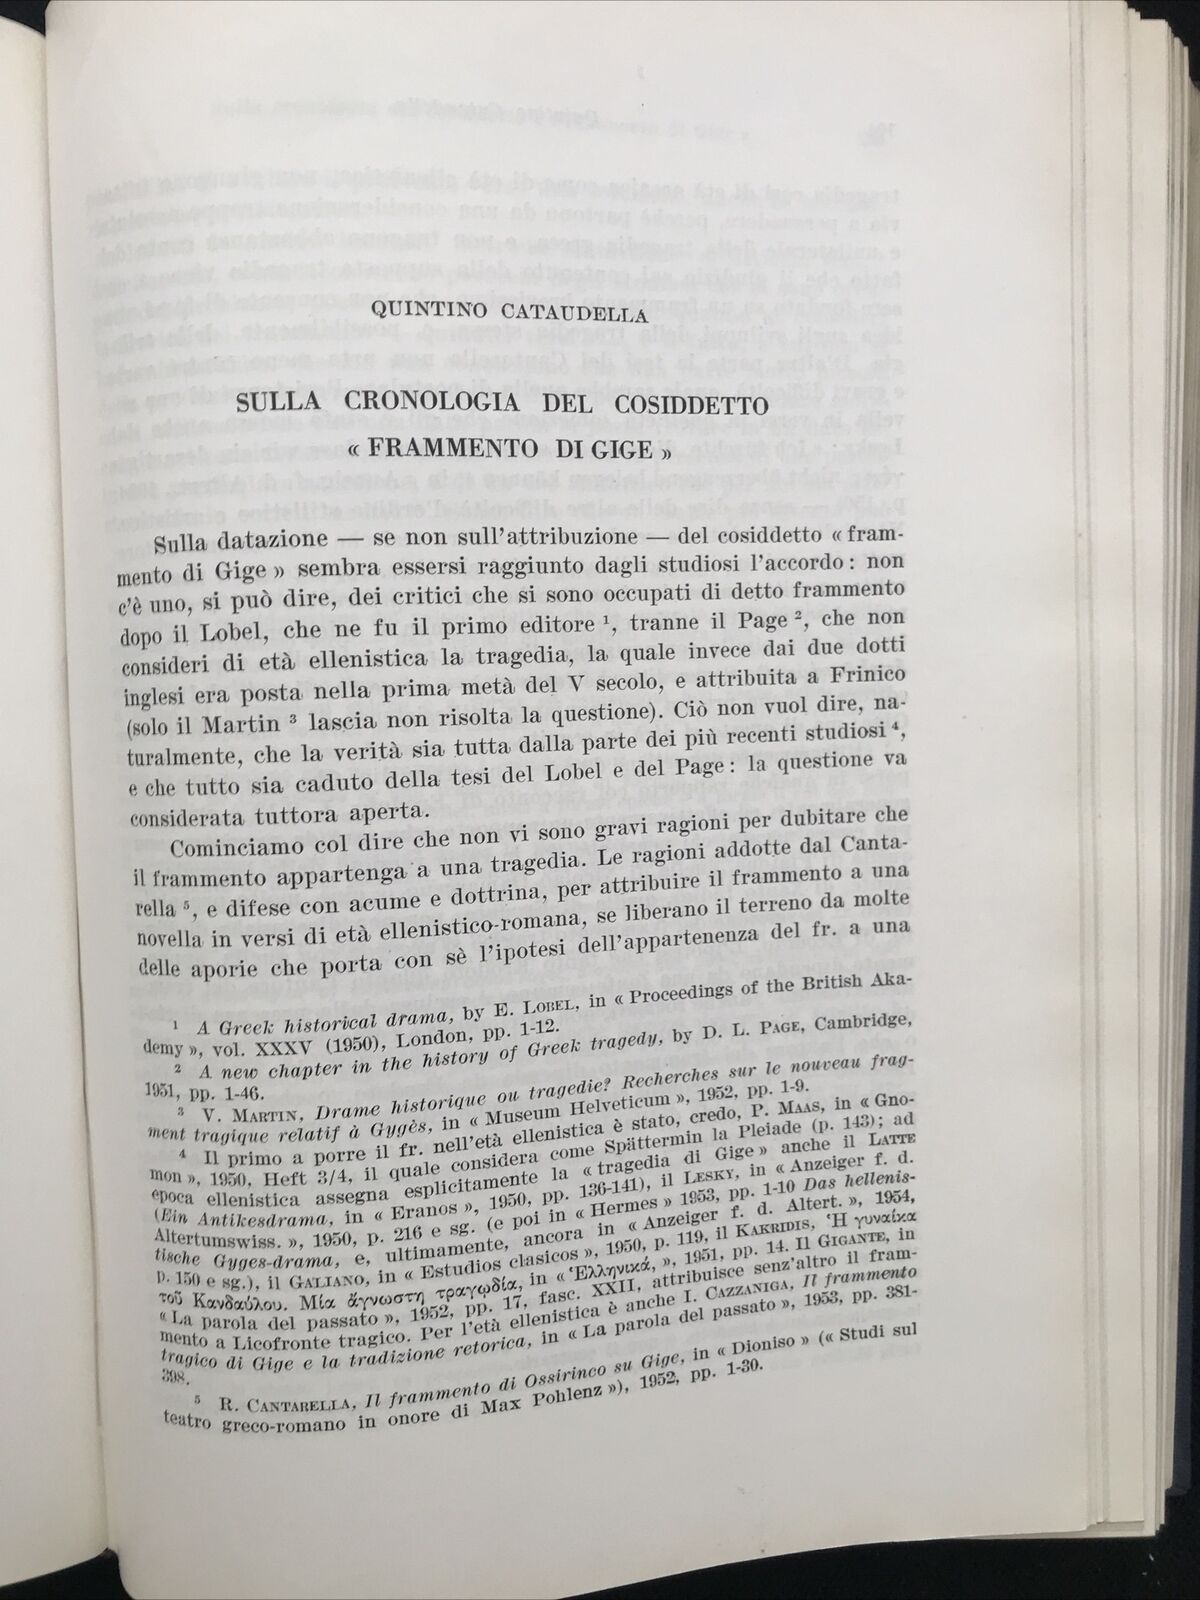 QUINTINO CATAUDELLA
SULLA CRONOLOGIA DEL COSIDDETTO
« FRAMMENTO DI GIGE »
Sulla datazione — se non sull'attribuzione — del cosiddetto « fram-
mento di Gige » sembra essersi raggiunto dagli studiosi l'accordo: non
c'è uno, si può dire, dei critici che si sono occupati di detto frammento
dopo il Lobel, che ne fu il primo editore ¹, tranne il Page ², che non
consideri di età ellenistica la tragedia, la quale invece dai due dotti
inglesi era posta nella prima metà del V secolo, e attribuita a Frinico
(solo il Martin ³ lascia non risolta la questione). Ciò non vuol dire, na-
turalmente, che la verità sia tutta dalla parte dei più recenti studiosi ⁴,
e che tutto sia caduto della tesi del Lobel e del Page: la questione va
considerata tuttora aperta.
Cominciamo col dire che non vi sono gravi ragioni per dubitare che
il frammento appartenga a una tragedia. Le ragioni addotte dal Canta-
rella ⁵, e difese con acume e dottrina, per attribuire il frammento a una
novella in versi di età ellenistico-romana, se liberano il terreno da molte
delle aporie che porta con sè l'ipotesi dell'appartenenza del fr. a una
¹ A Greek historical drama, by E. LOBEL, in « Proceedings of the British Aka-
demy », vol. XXXV (1950), London, pp. 1-12.
² A new chapter in the history of Greek tragedy, by D. L. PAGE, Cambridge,
1951, pp. 1-46.
³ V. MARTIN, Drame historique ou tragedie? Recherches sur le nouveau frag-
ment tragique relatif à Gygès, in « Museum Helveticum », 1952, pp. 1-9.
⁴ Il primo a porre il fr. nell'età ellenistica è stato, credo, P. MAAS, in « Gno-
mon », 1950, Heft 3/4, il quale considera come Spättermin la Pleiade (p. 143); ad
epoca ellenistica assegna esplicitamente la « tragedia di Gige » anche il LATTE
(Ein Antikesdrama, in « Eranos », 1950, pp. 136-141), il LESKY, in « Anzeiger f. d.
Altertumswiss. », 1950, p. 216 e sg. (e poi in « Hermes » 1953, pp. 1-10 Das hellenis-
tische Gyges-drama, e, ultimamente, ancora in « Anzeiger f. d. Altert. », 1954,
p. 150 e sg.), il GALIANO, in « Estudios clasicos », 1950, p. 119, il KAKRIDIS, Ἡ γυναίκα
τοῦ Κανδαύλου. Μία ἄγνωστη τραγῳδία, in « Ἑλληνικά, », 1951, pp. 14. Il GIGANTE, in
« La parola del passato », 1952, pp. 17, fasc. XXII, attribuisce senz'altro il fram-
mento a Licofronte tragico. Per l'età ellenistica è anche I. CAZZANIGA, Il frammento
tragico di Gige e la tradizione retorica, in « La parola del passato », 1953, pp. 381-
398.
⁵ R. CANTARELLA, Il frammento di Ossirinco su Gige, in « Dioniso » (« Studi sul
teatro greco-romano in onore di Max Pohlenz »), 1952, pp. 1-30.